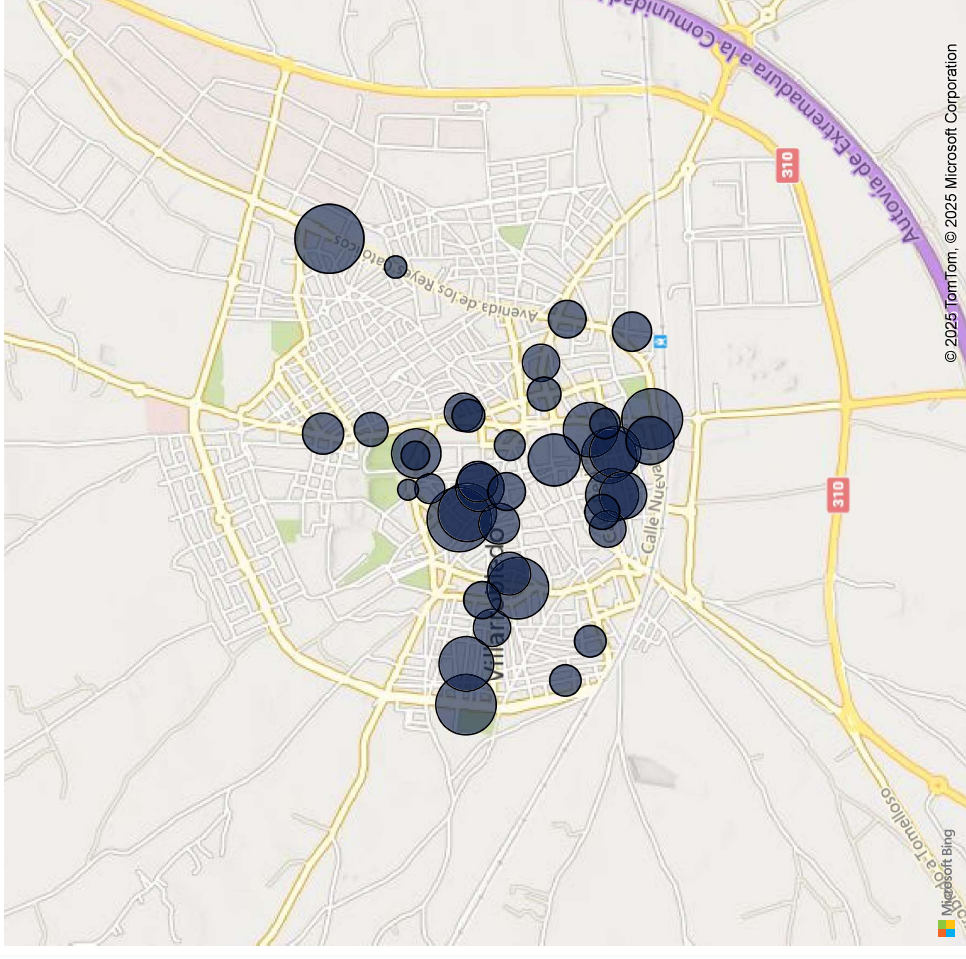 Autovía de Extremadura a la Comunidad
310
© 2025 TomTom, © 2025 Microsoft Corporation
Avenida de los Reyes Católicos
310
Calle Nueva
Tomelloso
Microsoft Bing